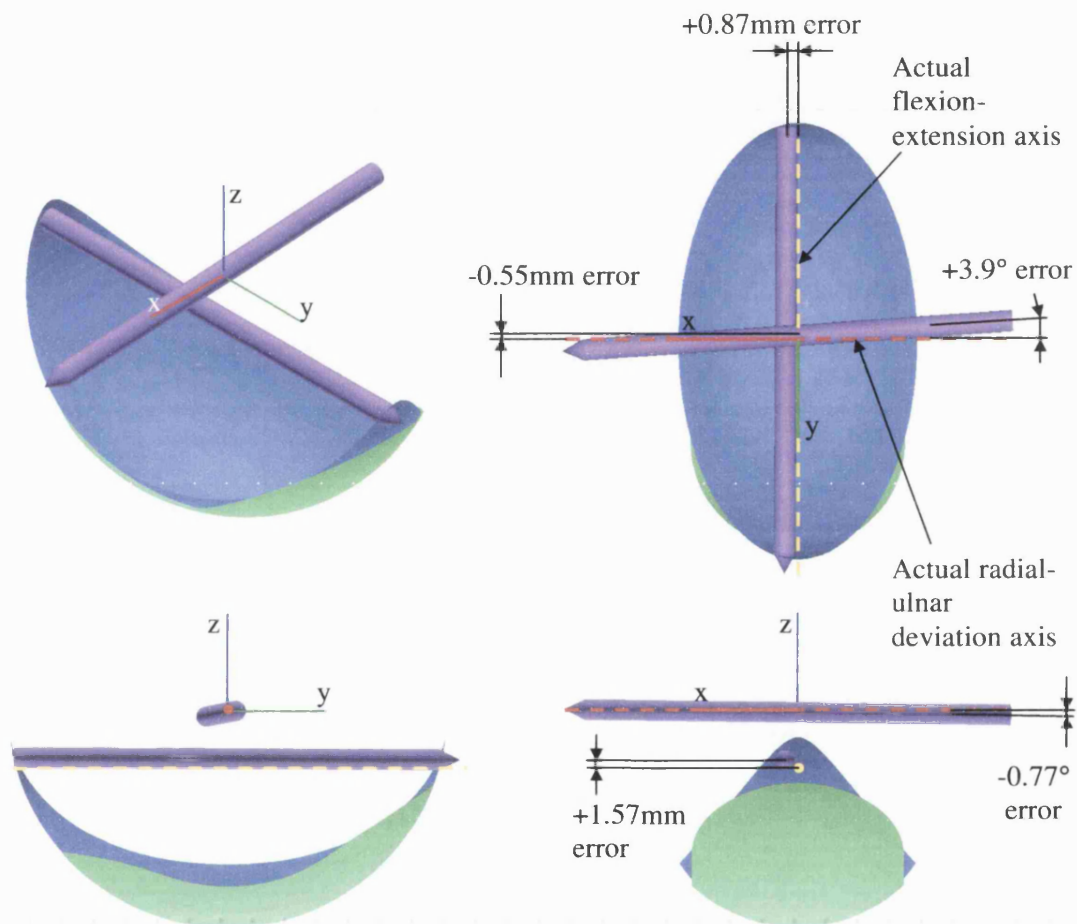 +0.87mm error
Actual
flexion-
extension axis
z
x
y
-0.55mm error
+3.9° error
x
y
Actual radial-
ulnar
deviation axis
z
y
z
x
+1.57mm
error
-0.77°
error